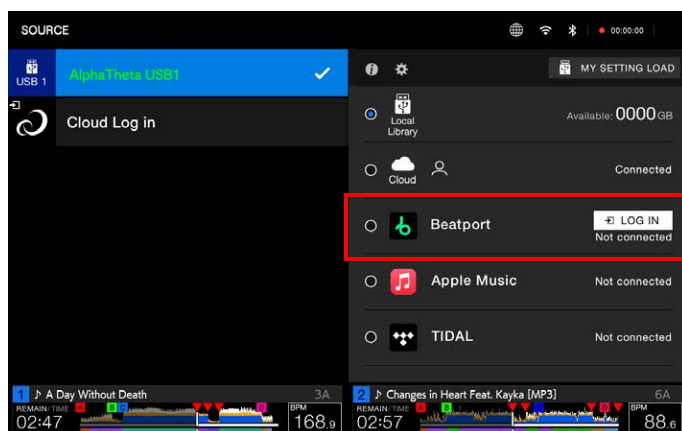 SOURCE
00:00:00
USB 1
AlphaTheta USB1
Cloud Log in
MY SETTING LOAD
Local
Library
Available: 0000 GB
Cloud
Connected
Beatport
LOG IN
Not connected
Apple Music
Not connected
TIDAL
Not connected
1 ♪ A Day Without Death 3A
REMAIN/TIME A B C D BPM
02:47 168.9
2 ♪ Changes in Heart Feat. Kayka [MP3] 6A
REMAIN/TIME A B D BPM
02:57 88.6